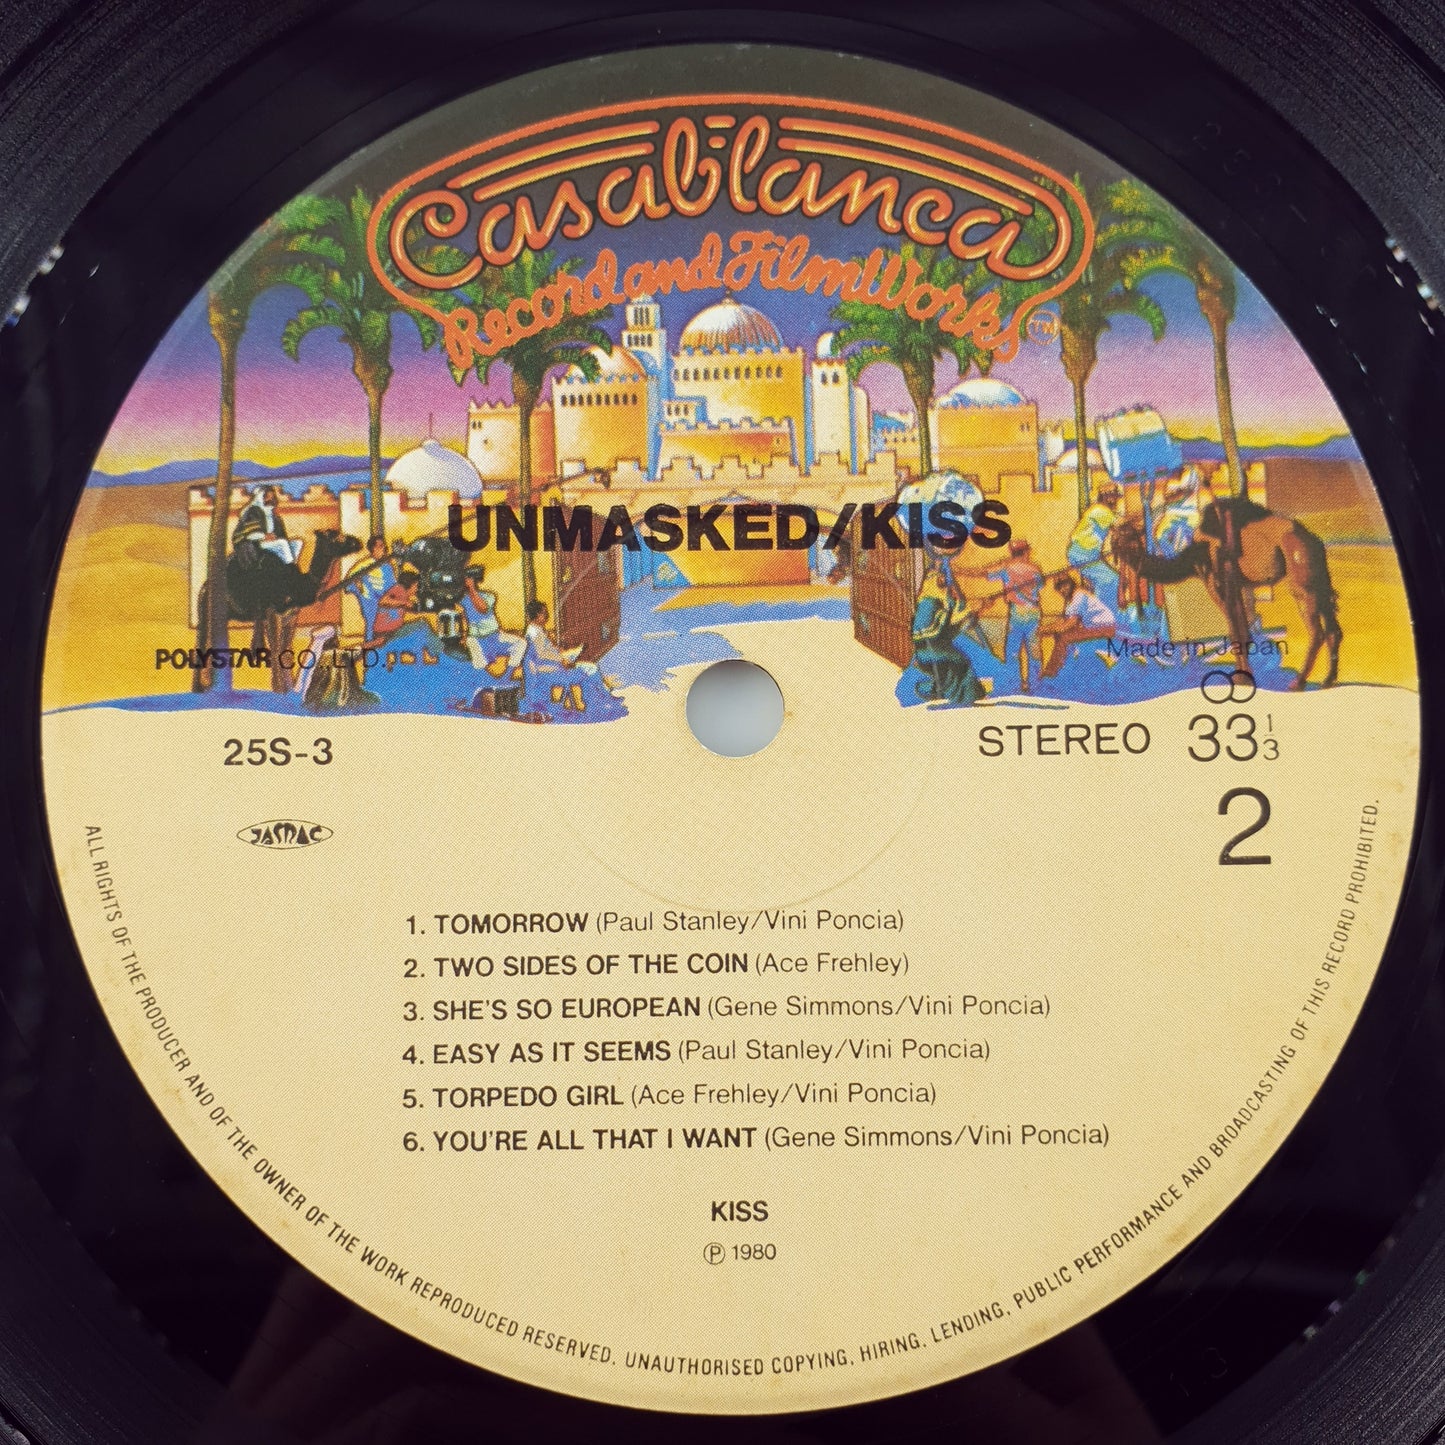 Casablanca
Record and FilmWorks
TM
UNMASKED/KISS
POLYSTAR CO., LTD.
Made in Japan
25S-3
STEREO 33 1/3
2
JASRAC
1. TOMORROW (Paul Stanley/Vini Poncia)
2. TWO SIDES OF THE COIN (Ace Frehley)
3. SHE'S SO EUROPEAN (Gene Simmons/Vini Poncia)
4. EASY AS IT SEEMS (Paul Stanley/Vini Poncia)
5. TORPEDO GIRL (Ace Frehley/Vini Poncia)
6. YOU'RE ALL THAT I WANT (Gene Simmons/Vini Poncia)
KISS
℗ 1980
ALL RIGHTS OF THE PRODUCER AND OF THE OWNER OF THE WORK REPRODUCED RESERVED. UNAUTHORISED COPYING, HIRING, LENDING, PUBLIC PERFORMANCE AND BROADCASTING OF THIS RECORD PROHIBITED.